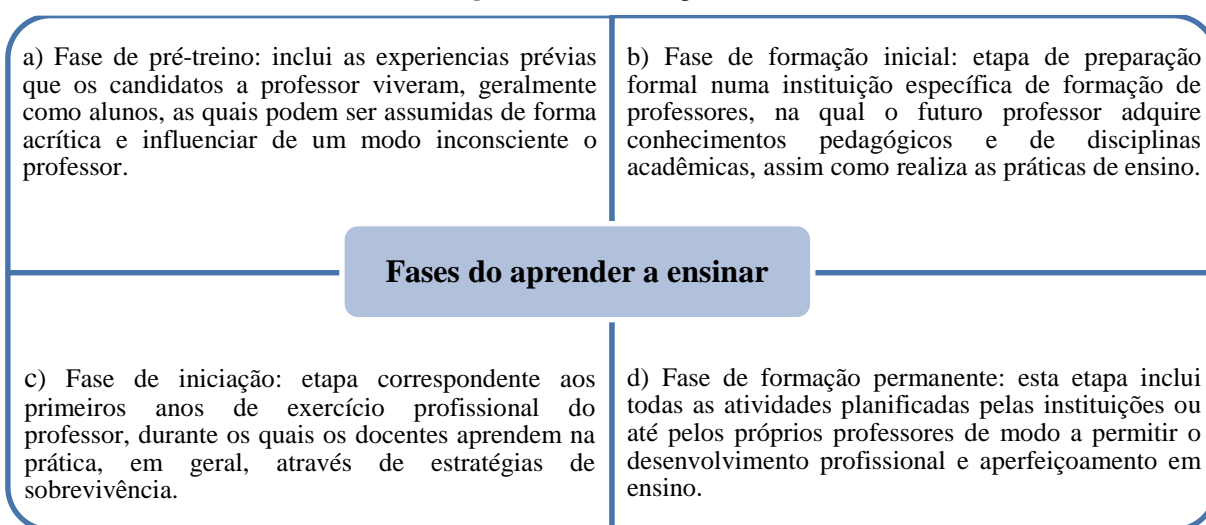 a) Fase de pré-treino: inclui as experiencias prévias
que os candidatos a professor viveram, geralmente
como alunos, as quais podem ser assumidas de forma
acrítica e influenciar de um modo inconsciente o
professor.
b) Fase de formação inicial: etapa de preparação
formal numa instituição específica de formação de
professores, na qual o futuro professor adquire
conhecimentos pedagógicos e de disciplinas
acadêmicas, assim como realiza as práticas de ensino.
Fases do aprender a ensinar
c) Fase de iniciação: etapa correspondente aos
primeiros anos de exercício profissional do
professor, durante os quais os docentes aprendem na
prática, em geral, através de estratégias de
sobrevivência.
d) Fase de formação permanente: esta etapa inclui
todas as atividades planificadas pelas instituições ou
até pelos próprios professores de modo a permitir o
desenvolvimento profissional e aperfeiçoamento em
ensino.